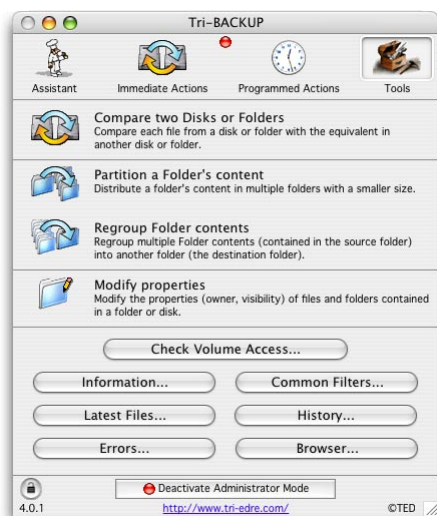 Tri-BACKUP
Assistant Immediate Actions Programmed Actions Tools
Compare two Disks or Folders
Compare each file from a disk or folder with the equivalent in
another disk or folder.
Partition a Folder's content
Distribute a folder's content in multiple folders with a smaller size.
Regroup Folder contents
Regroup multiple Folder contents (contained in the source folder)
into another folder (the destination folder).
Modify properties
Modify the properties (owner, visibility) of files and folders contained
in a folder or disk.
Check Volume Access...
Information... Common Filters...
Latest Files... History...
Errors... Browser...
Deactivate Administrator Mode
4.0.1 http://www.tri-edre.com/ ©TED